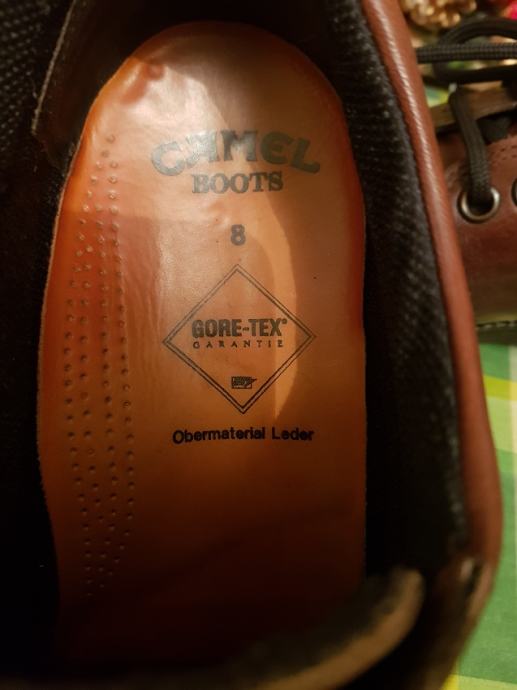 CAMEL
BOOTS
8
GORE-TEX®
GARANTIE
Obermaterial Leder